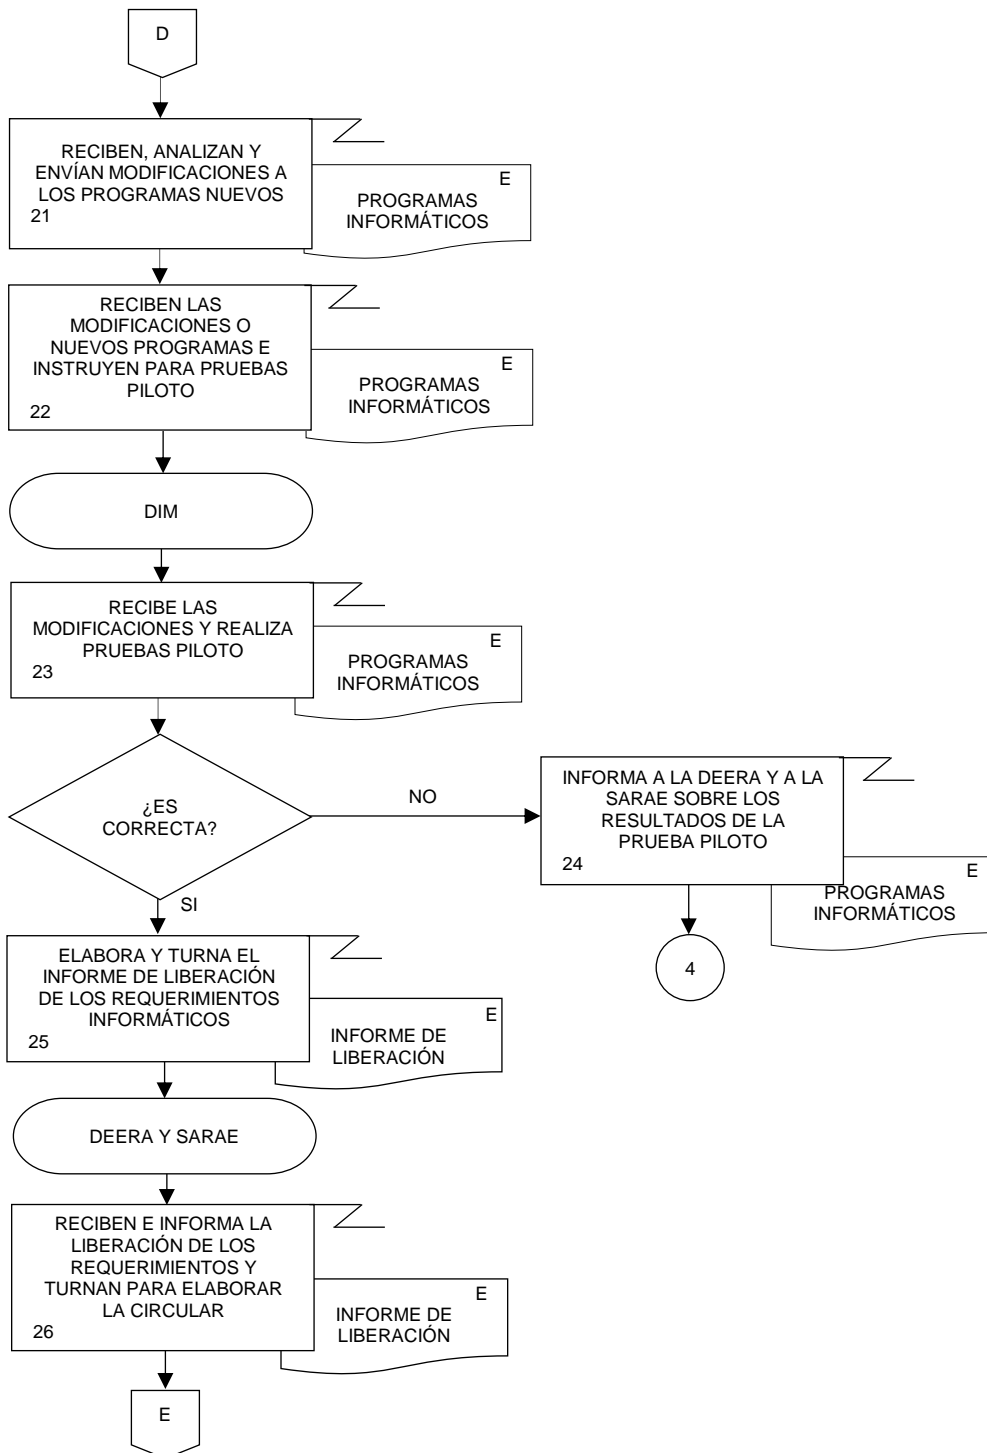 D
RECIBEN, ANALIZAN Y
ENVÍAN MODIFICACIONES A
LOS PROGRAMAS NUEVOS
21
E
PROGRAMAS
INFORMÁTICOS
RECIBEN LAS
MODIFICACIONES O
NUEVOS PROGRAMAS E
INSTRUYEN PARA PRUEBAS
PILOTO
22
E
PROGRAMAS
INFORMÁTICOS
DIM
RECIBE LAS
MODIFICACIONES Y REALIZA
PRUEBAS PILOTO
23
E
PROGRAMAS
INFORMÁTICOS
¿ES
CORRECTA?
NO
INFORMA A LA DEERA Y A LA
SARAE SOBRE LOS
RESULTADOS DE LA
PRUEBA PILOTO
24
E
PROGRAMAS
INFORMÁTICOS
4
SI
ELABORA Y TURNA EL
INFORME DE LIBERACIÓN
DE LOS REQUERIMIENTOS
INFORMÁTICOS
25
E
INFORME DE
LIBERACIÓN
DEERA Y SARAE
RECIBEN E INFORMA LA
LIBERACIÓN DE LOS
REQUERIMIENTOS Y
TURNAN PARA ELABORAR
LA CIRCULAR
26
E
INFORME DE
LIBERACIÓN
E